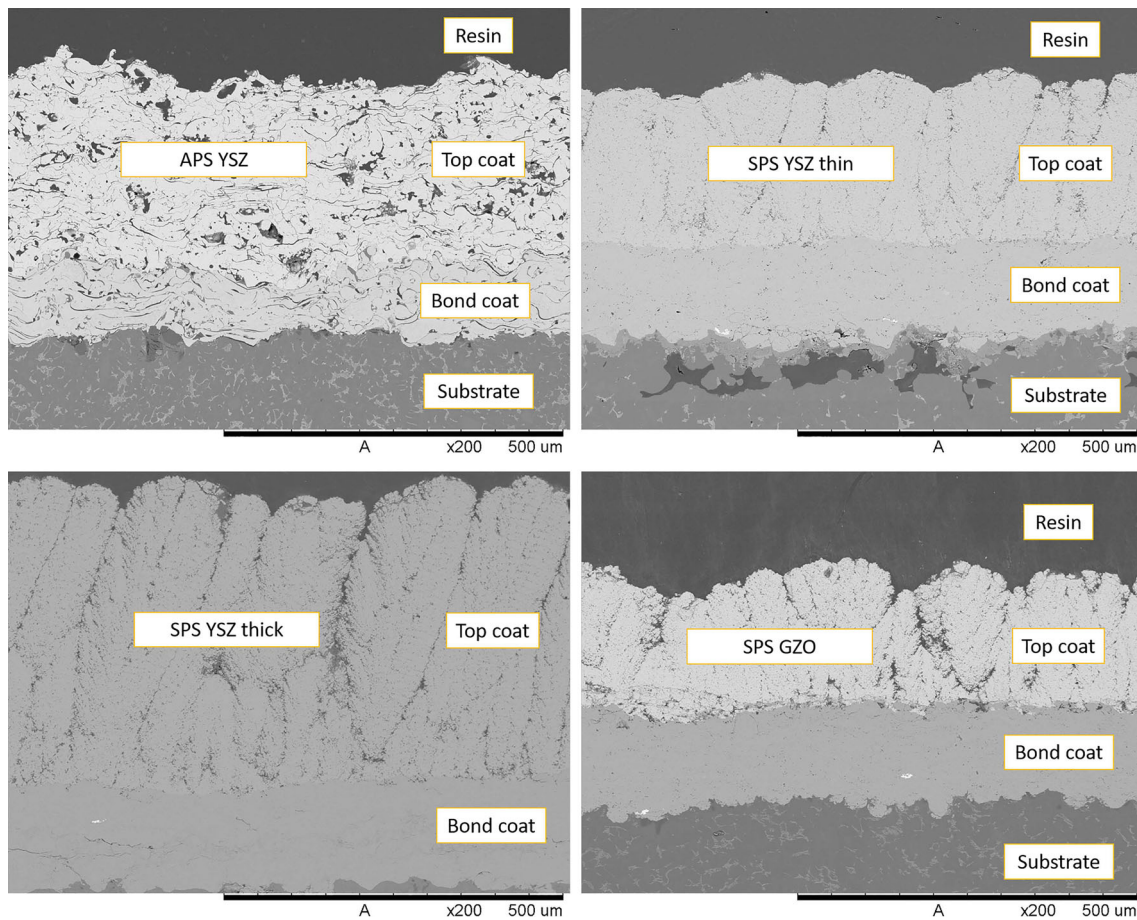 Resin
APS YSZ
Top coat
Bond coat
Substrate
A x200 500 um
Resin
SPS YSZ thin
Top coat
Bond coat
Substrate
A x200 500 um
SPS YSZ thick
Top coat
Bond coat
A x200 500 um
Resin
SPS GZO
Top coat
Bond coat
Substrate
A x200 500 um